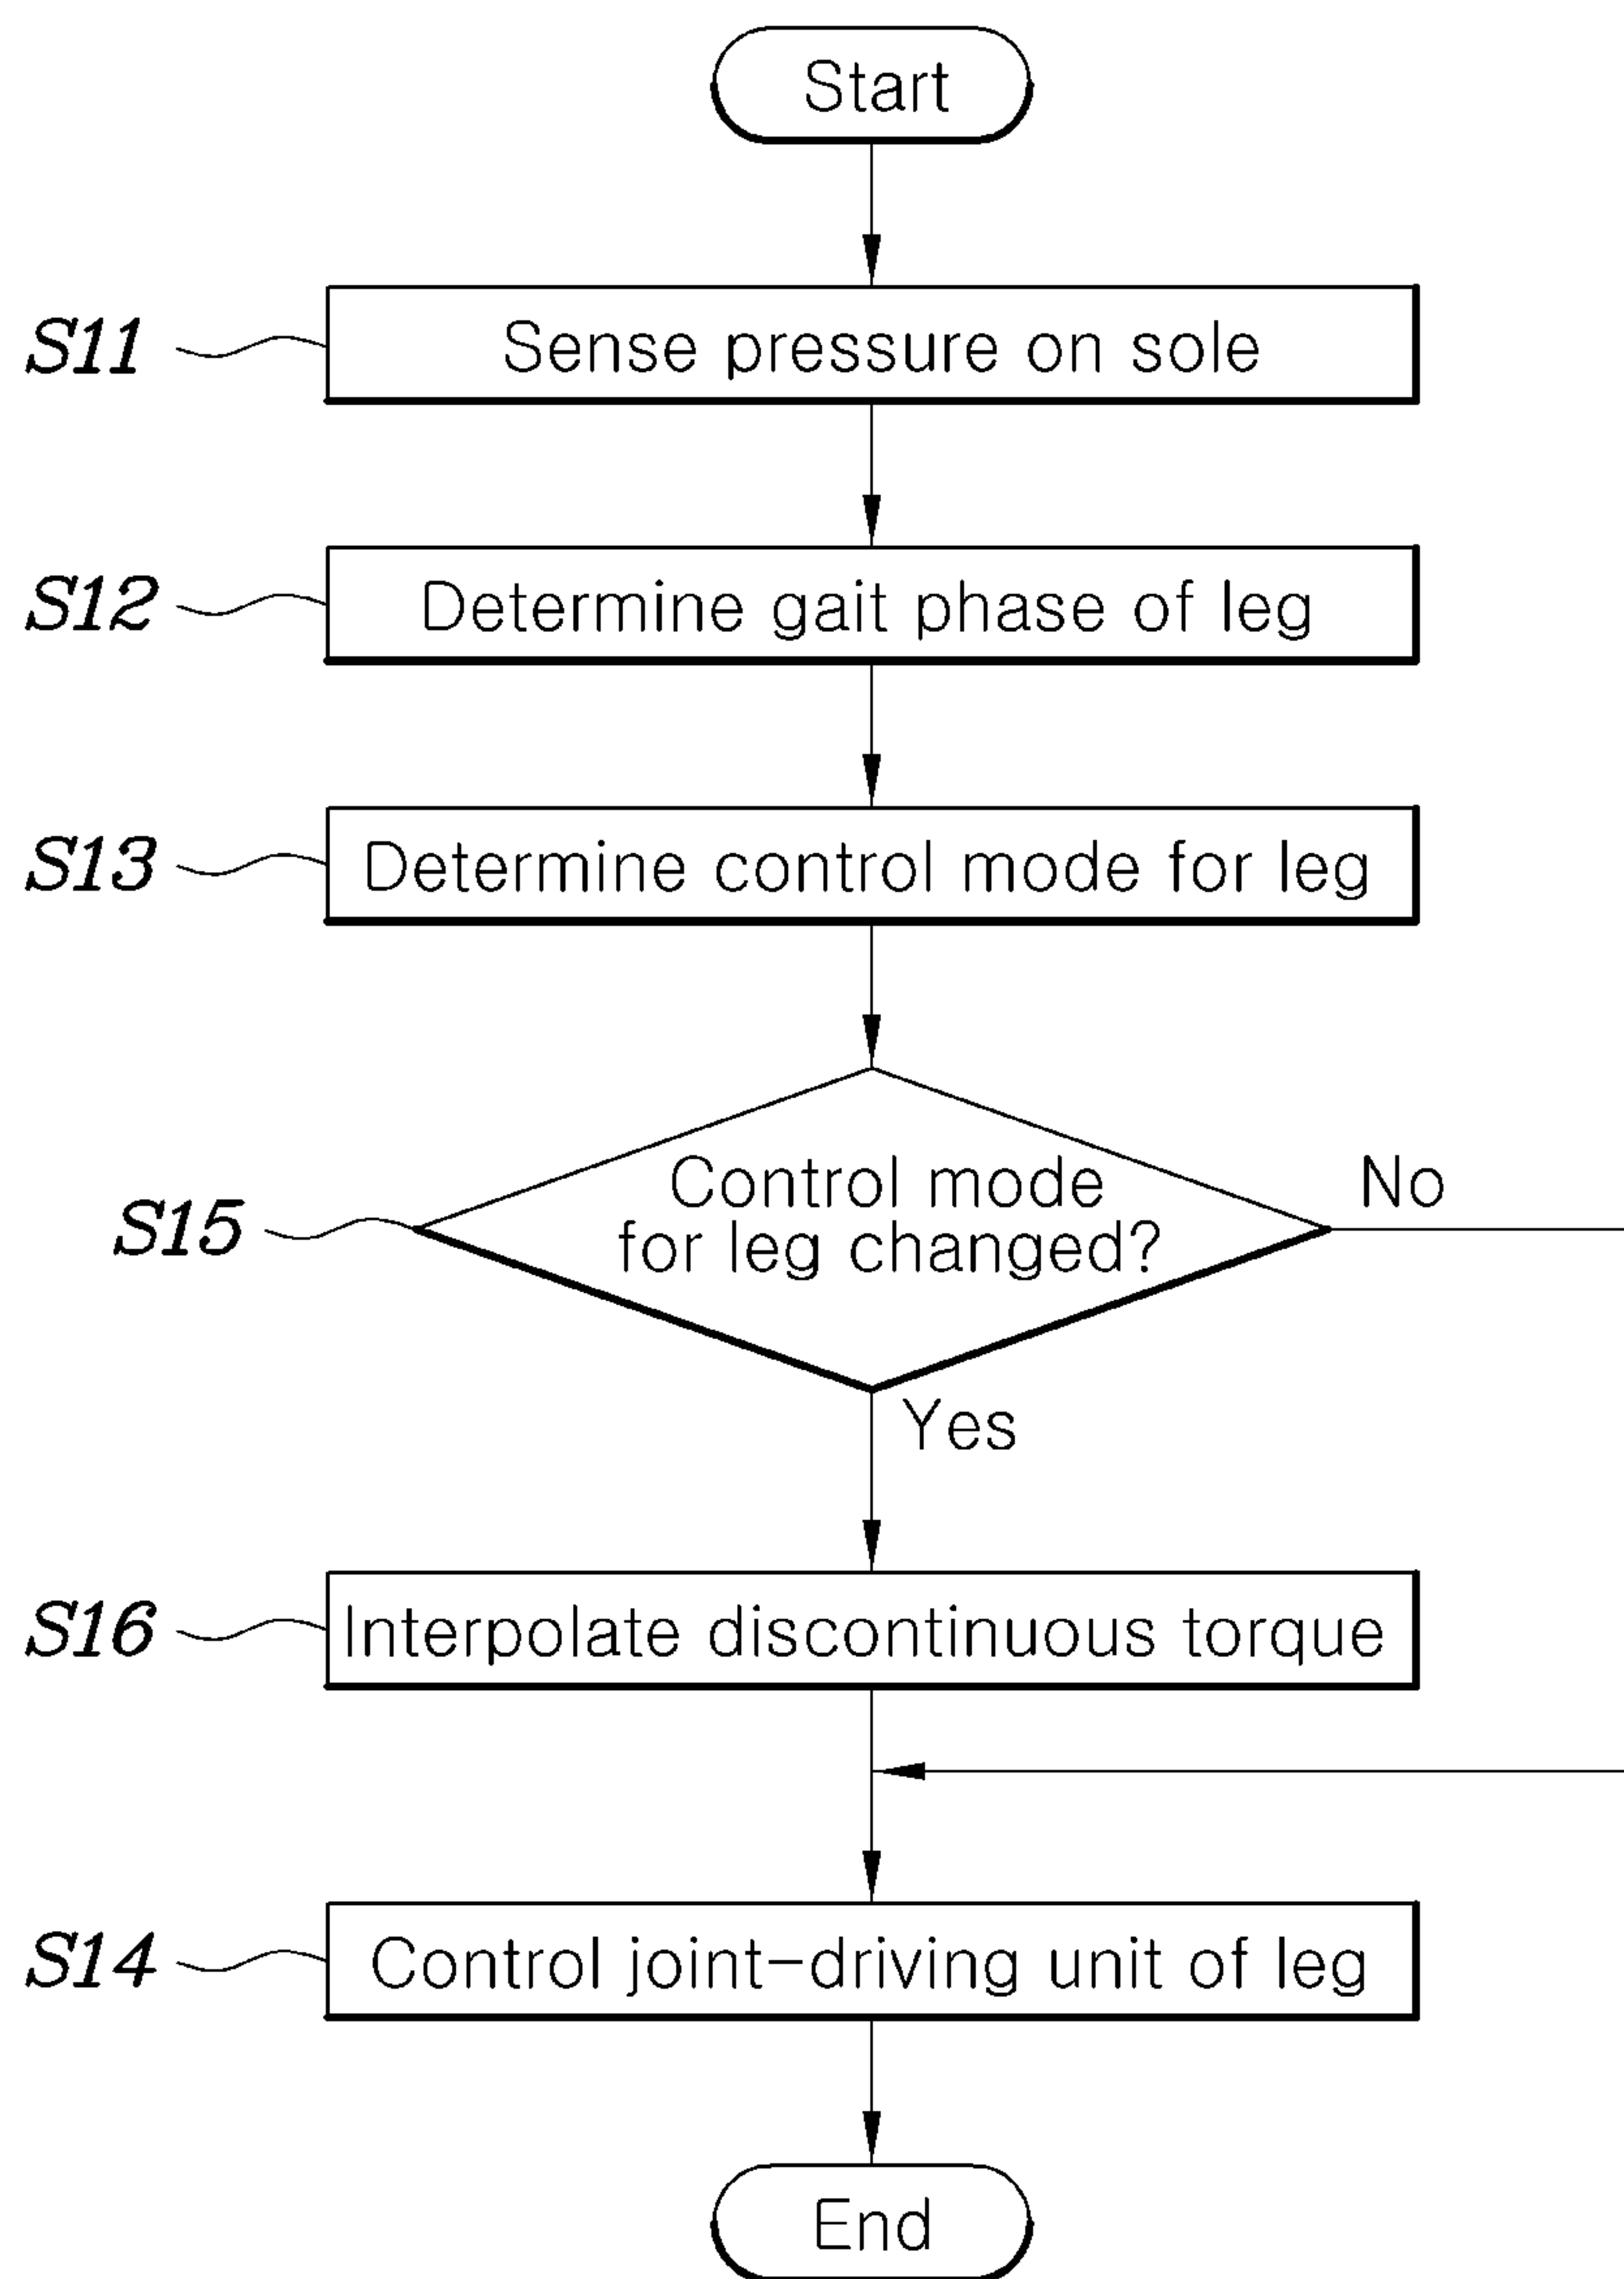 Start
S11
Sense pressure on sole
S12
Determine gait phase of leg
S13
Determine control mode for leg
S15
Control mode
for leg changed?
No
Yes
S16
Interpolate discontinuous torque
S14
Control joint-driving unit of leg
End